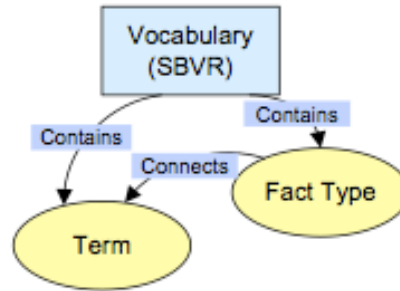 Vocabulary
(SBVR)
Contains
Contains
Connects
Fact Type
Term